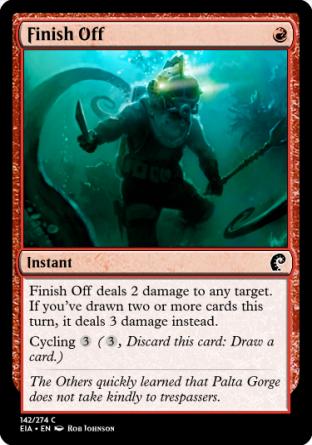 Finish Off
Instant
Finish Off deals 2 damage to any target.
If you've drawn two or more cards this
turn, it deals 3 damage instead.
Cycling 3 (3, Discard this card: Draw a
card.)
The Others quickly learned that Palta Gorge
does not take kindly to trespassers.
142/274 C
EIA • EN Rob Johnson